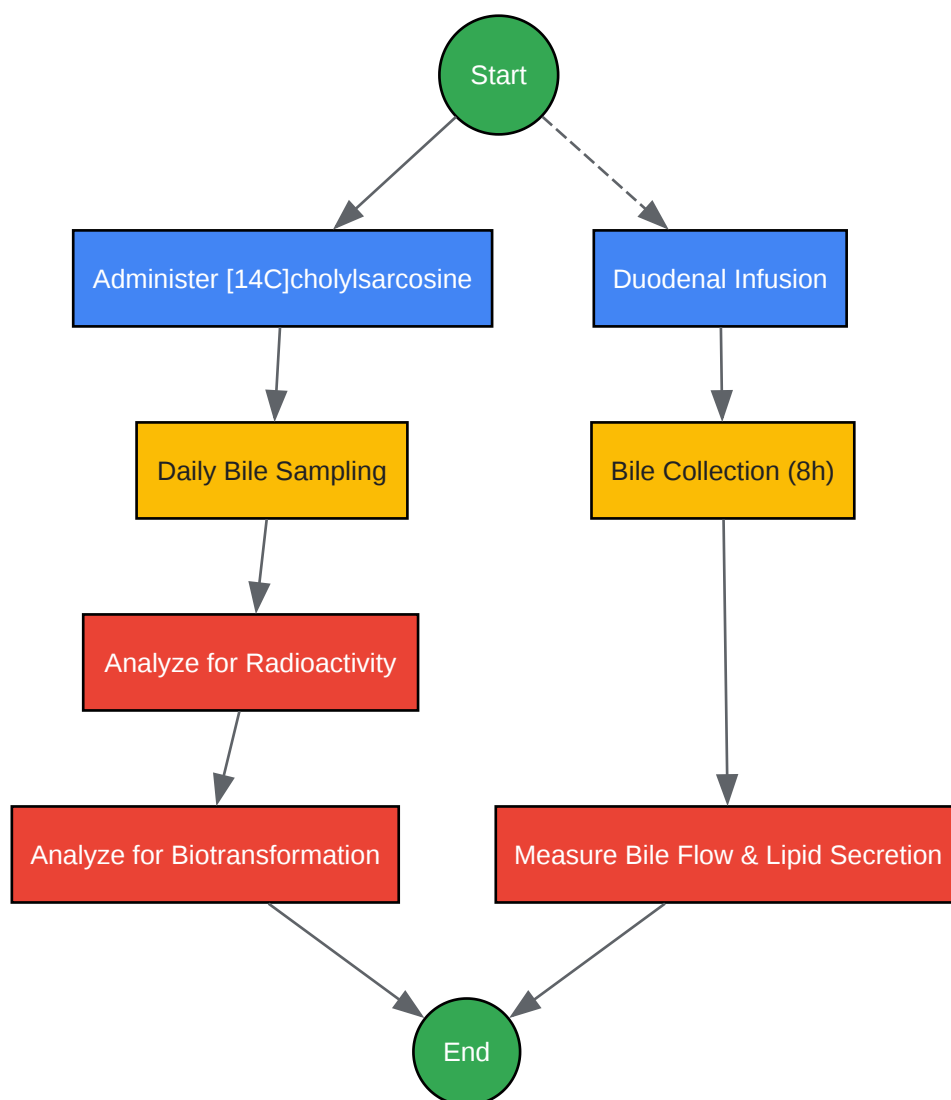 Start
Administer [14C]cholylsarcosine
Duodenal Infusion
Daily Bile Sampling
Bile Collection (8h)
Analyze for Radioactivity
Analyze for Biotransformation
Measure Bile Flow & Lipid Secretion
End